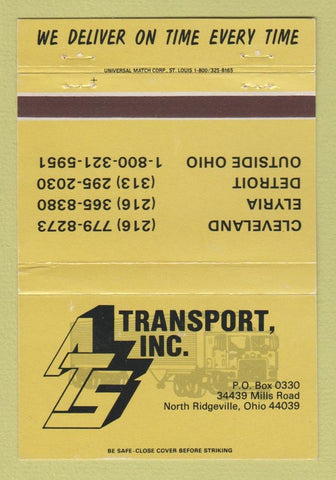 WE DELIVER ON TIME EVERY TIME
UNIVERSAL MATCH CORP., ST. LOUIS 1-800/325-8165
CLEVELAND (216) 779-8273
ELYRIA (216) 365-8380
DETROIT (313) 295-2030
OUTSIDE OHIO 1-800-321-5951
ATS
TRANSPORT,
INC.
P.O. Box 0330
34439 Mills Road
North Ridgeville, Ohio 44039
BE SAFE-CLOSE COVER BEFORE STRIKING